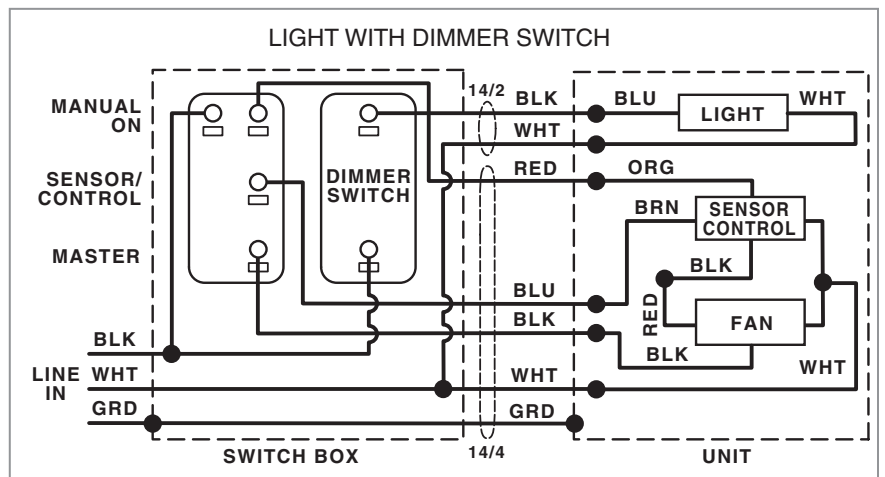 LIGHT WITH DIMMER SWITCH
14/2
BLK
BLU
LIGHT
WHT
MANUAL
ON
WHT
RED
ORG
SENSOR/
CONTROL
DIMMER
SWITCH
BRN
SENSOR
CONTROL
MASTER
BLK
BLU
RED
FAN
BLK
BLK
BLK
WHT
LINE
IN
WHT
WHT
GRD
GRD
SWITCH BOX
14/4
UNIT